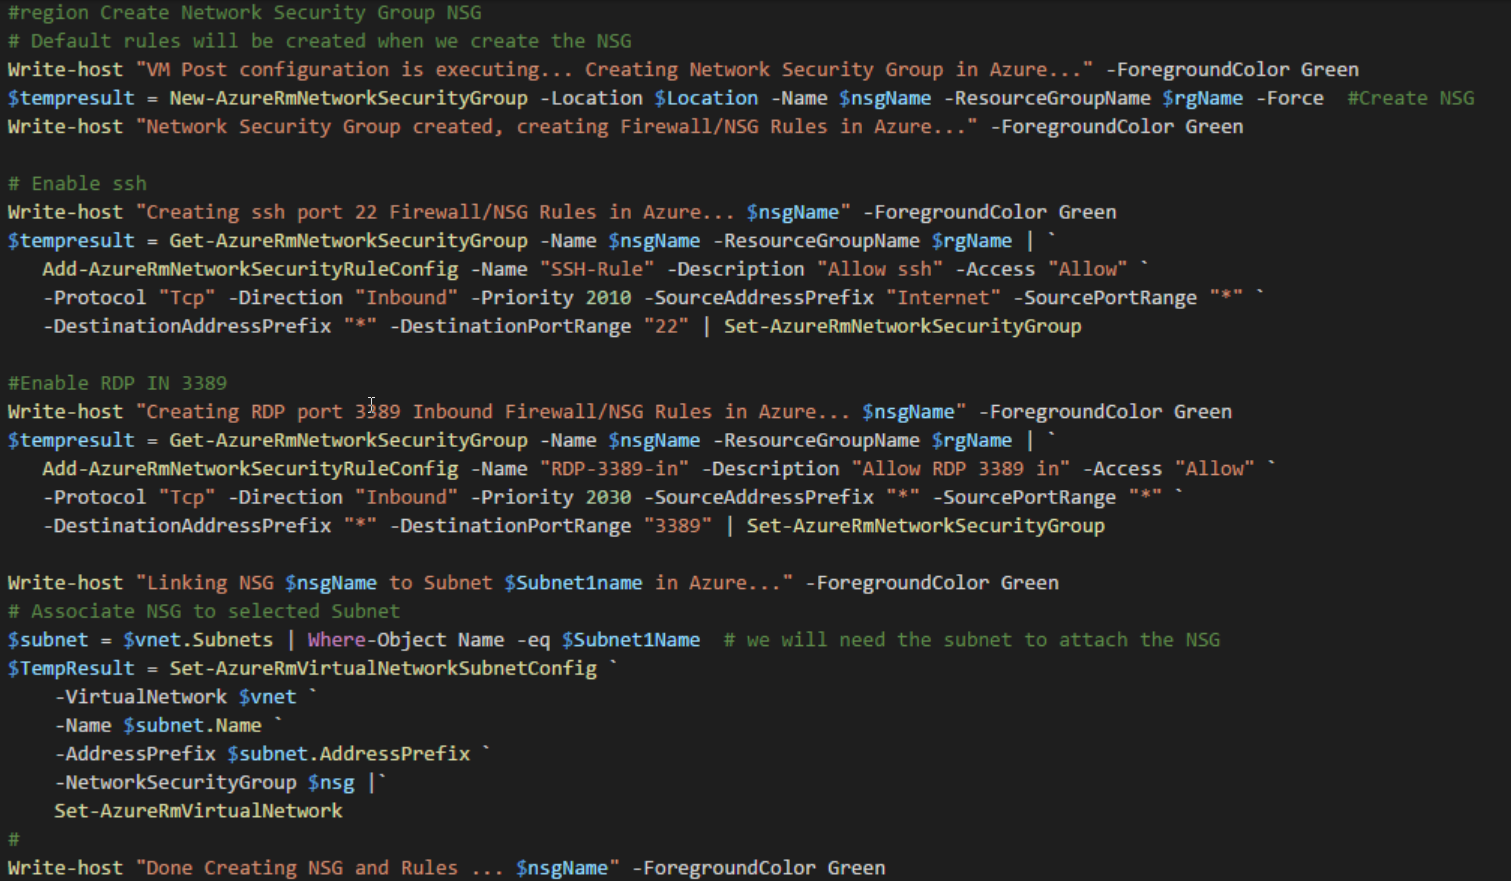 #region Create Network Security Group NSG
# Default rules will be created when we create the NSG
Write-host "VM Post configuration is executing... Creating Network Security Group in Azure..." -ForegroundColor Green
$tempresult = New-AzureRmNetworkSecurityGroup -Location $Location -Name $nsgName -ResourceGroupName $rgName -Force  #Create NSG
Write-host "Network Security Group created, creating Firewall/NSG Rules in Azure..." -ForegroundColor Green

# Enable ssh
Write-host "Creating ssh port 22 Firewall/NSG Rules in Azure... $nsgName" -ForegroundColor Green
$tempresult = Get-AzureRmNetworkSecurityGroup -Name $nsgName -ResourceGroupName $rgName | `
   Add-AzureRmNetworkSecurityRuleConfig -Name "SSH-Rule" -Description "Allow ssh" -Access "Allow" `
   -Protocol "Tcp" -Direction "Inbound" -Priority 2010 -SourceAddressPrefix "Internet" -SourcePortRange "*" `
   -DestinationAddressPrefix "*" -DestinationPortRange "22" | Set-AzureRmNetworkSecurityGroup

#Enable RDP IN 3389
Write-host "Creating RDP port 3389 Inbound Firewall/NSG Rules in Azure... $nsgName" -ForegroundColor Green
$tempresult = Get-AzureRmNetworkSecurityGroup -Name $nsgName -ResourceGroupName $rgName | `
   Add-AzureRmNetworkSecurityRuleConfig -Name "RDP-3389-in" -Description "Allow RDP 3389 in" -Access "Allow" `
   -Protocol "Tcp" -Direction "Inbound" -Priority 2030 -SourceAddressPrefix "*" -SourcePortRange "*" `
   -DestinationAddressPrefix "*" -DestinationPortRange "3389" | Set-AzureRmNetworkSecurityGroup

Write-host "Linking NSG $nsgName to Subnet $Subnet1name in Azure..." -ForegroundColor Green
# Associate NSG to selected Subnet
$subnet = $vnet.Subnets | Where-Object Name -eq $Subnet1Name  # we will need the subnet to attach the NSG
$TempResult = Set-AzureRmVirtualNetworkSubnetConfig `
    -VirtualNetwork $vnet `
    -Name $subnet.Name `
    -AddressPrefix $subnet.AddressPrefix `
    -NetworkSecurityGroup $nsg |`
    Set-AzureRmVirtualNetwork
#
Write-host "Done Creating NSG and Rules ... $nsgName" -ForegroundColor Green